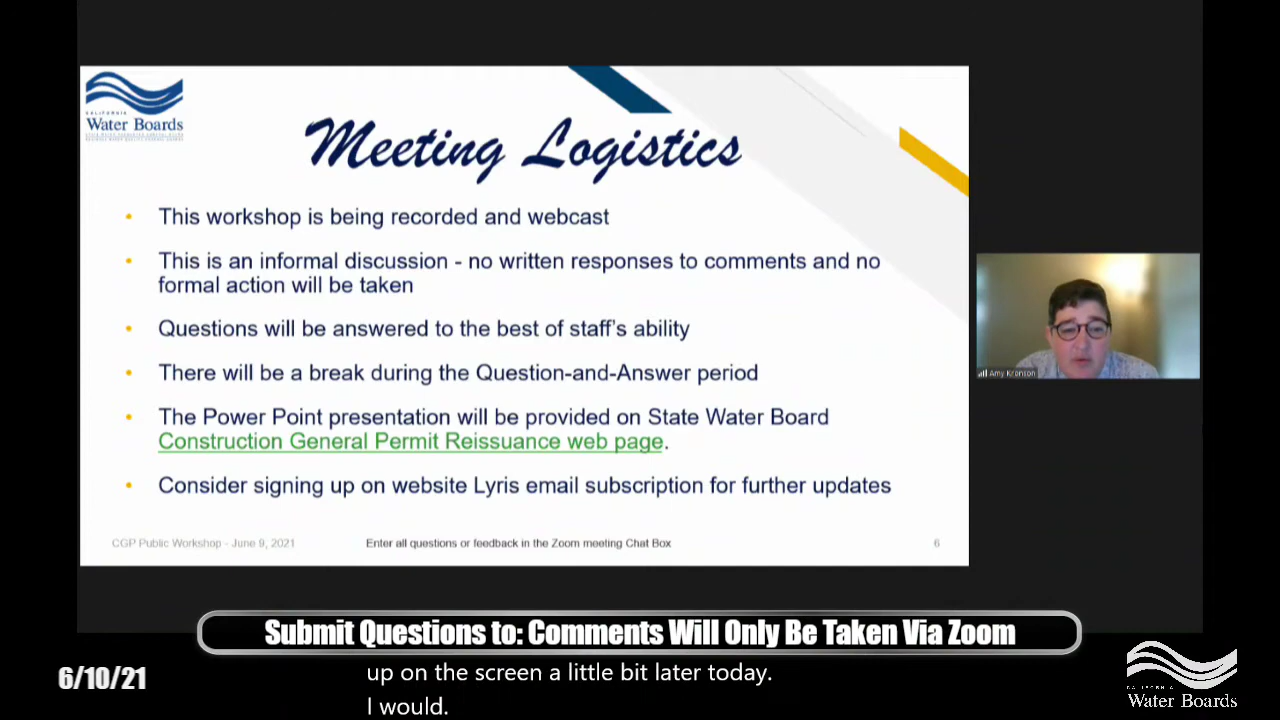 CALIFORNIA
Water Boards
Meeting Logistics
• This workshop is being recorded and webcast
• This is an informal discussion - no written responses to comments and no
formal action will be taken
• Questions will be answered to the best of staff's ability
• There will be a break during the Question-and-Answer period
• The Power Point presentation will be provided on State Water Board
Construction General Permit Reissuance web page.
• Consider signing up on website Lyris email subscription for further updates
CGP Public Workshop - June 9, 2021
Enter all questions or feedback in the Zoom meeting Chat Box
6
Amy Kronson
Submit Questions to: Comments Will Only Be Taken Via Zoom
6/10/21
up on the screen a little bit later today.
I would.
CALIFORNIA
Water Boards